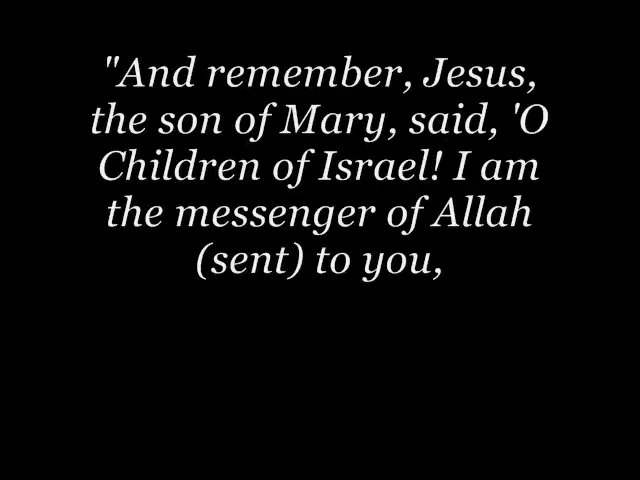 "And remember, Jesus,
the son of Mary, said, 'O
Children of Israel! I am
the messenger of Allah
(sent) to you,